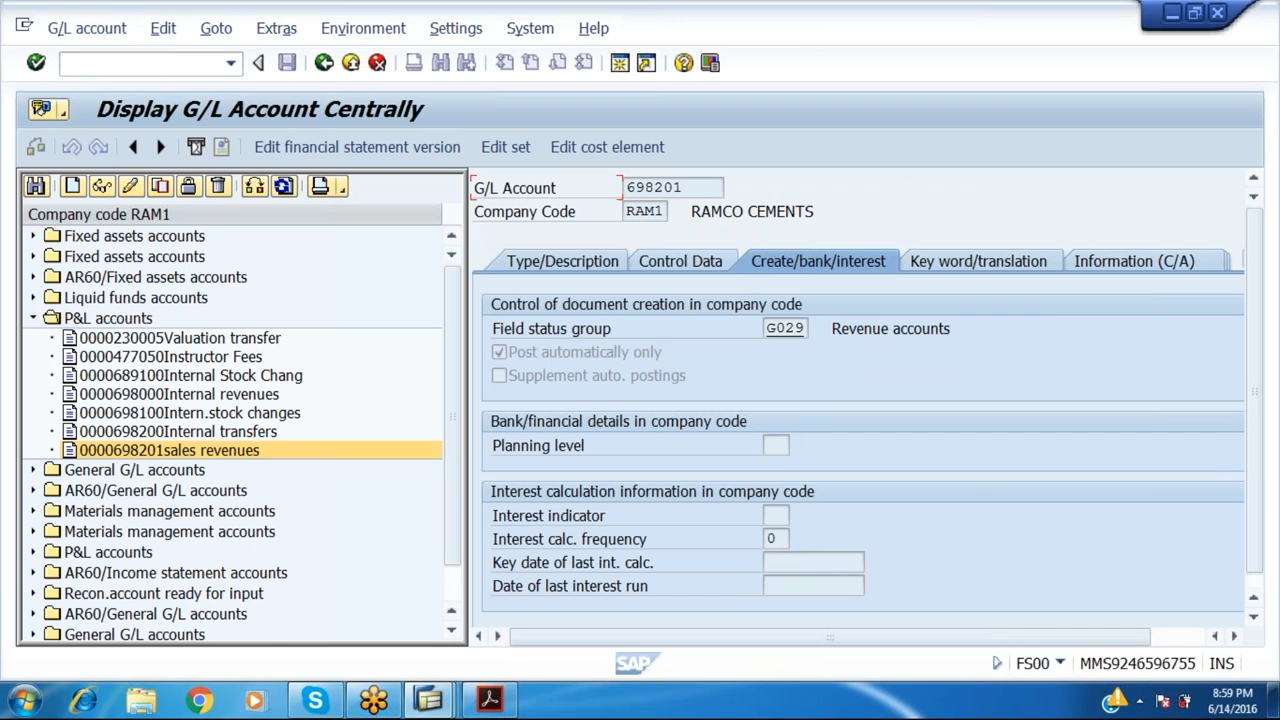 G/L account Edit Goto Extras Environment Settings System Help
Display G/L Account Centrally
Edit financial statement version Edit set Edit cost element
Company code RAM1
Fixed assets accounts
Fixed assets accounts
AR60/Fixed assets accounts
Liquid funds accounts
P&L accounts
0000230005Valuation transfer
0000477050Instructor Fees
0000689100Internal Stock Chang
0000698000Internal revenues
0000698100Intern.stock changes
0000698200Internal transfers
0000698201sales revenues
General G/L accounts
AR60/General G/L accounts
Materials management accounts
Materials management accounts
P&L accounts
AR60/Income statement accounts
Recon.account ready for input
AR60/General G/L accounts
General G/L accounts
G/L Account 698201
Company Code RAM1 RAMCO CEMENTS
Type/Description Control Data Create/bank/interest Key word/translation Information (C/A)
Control of document creation in company code
Field status group G029 Revenue accounts
Post automatically only
Supplement auto. postings
Bank/financial details in company code
Planning level
Interest calculation information in company code
Interest indicator
Interest calc. frequency 0
Key date of last int. calc.
Date of last interest run
SAP
FS00 MMS9246596755 INS
8:59 PM
6/14/2016